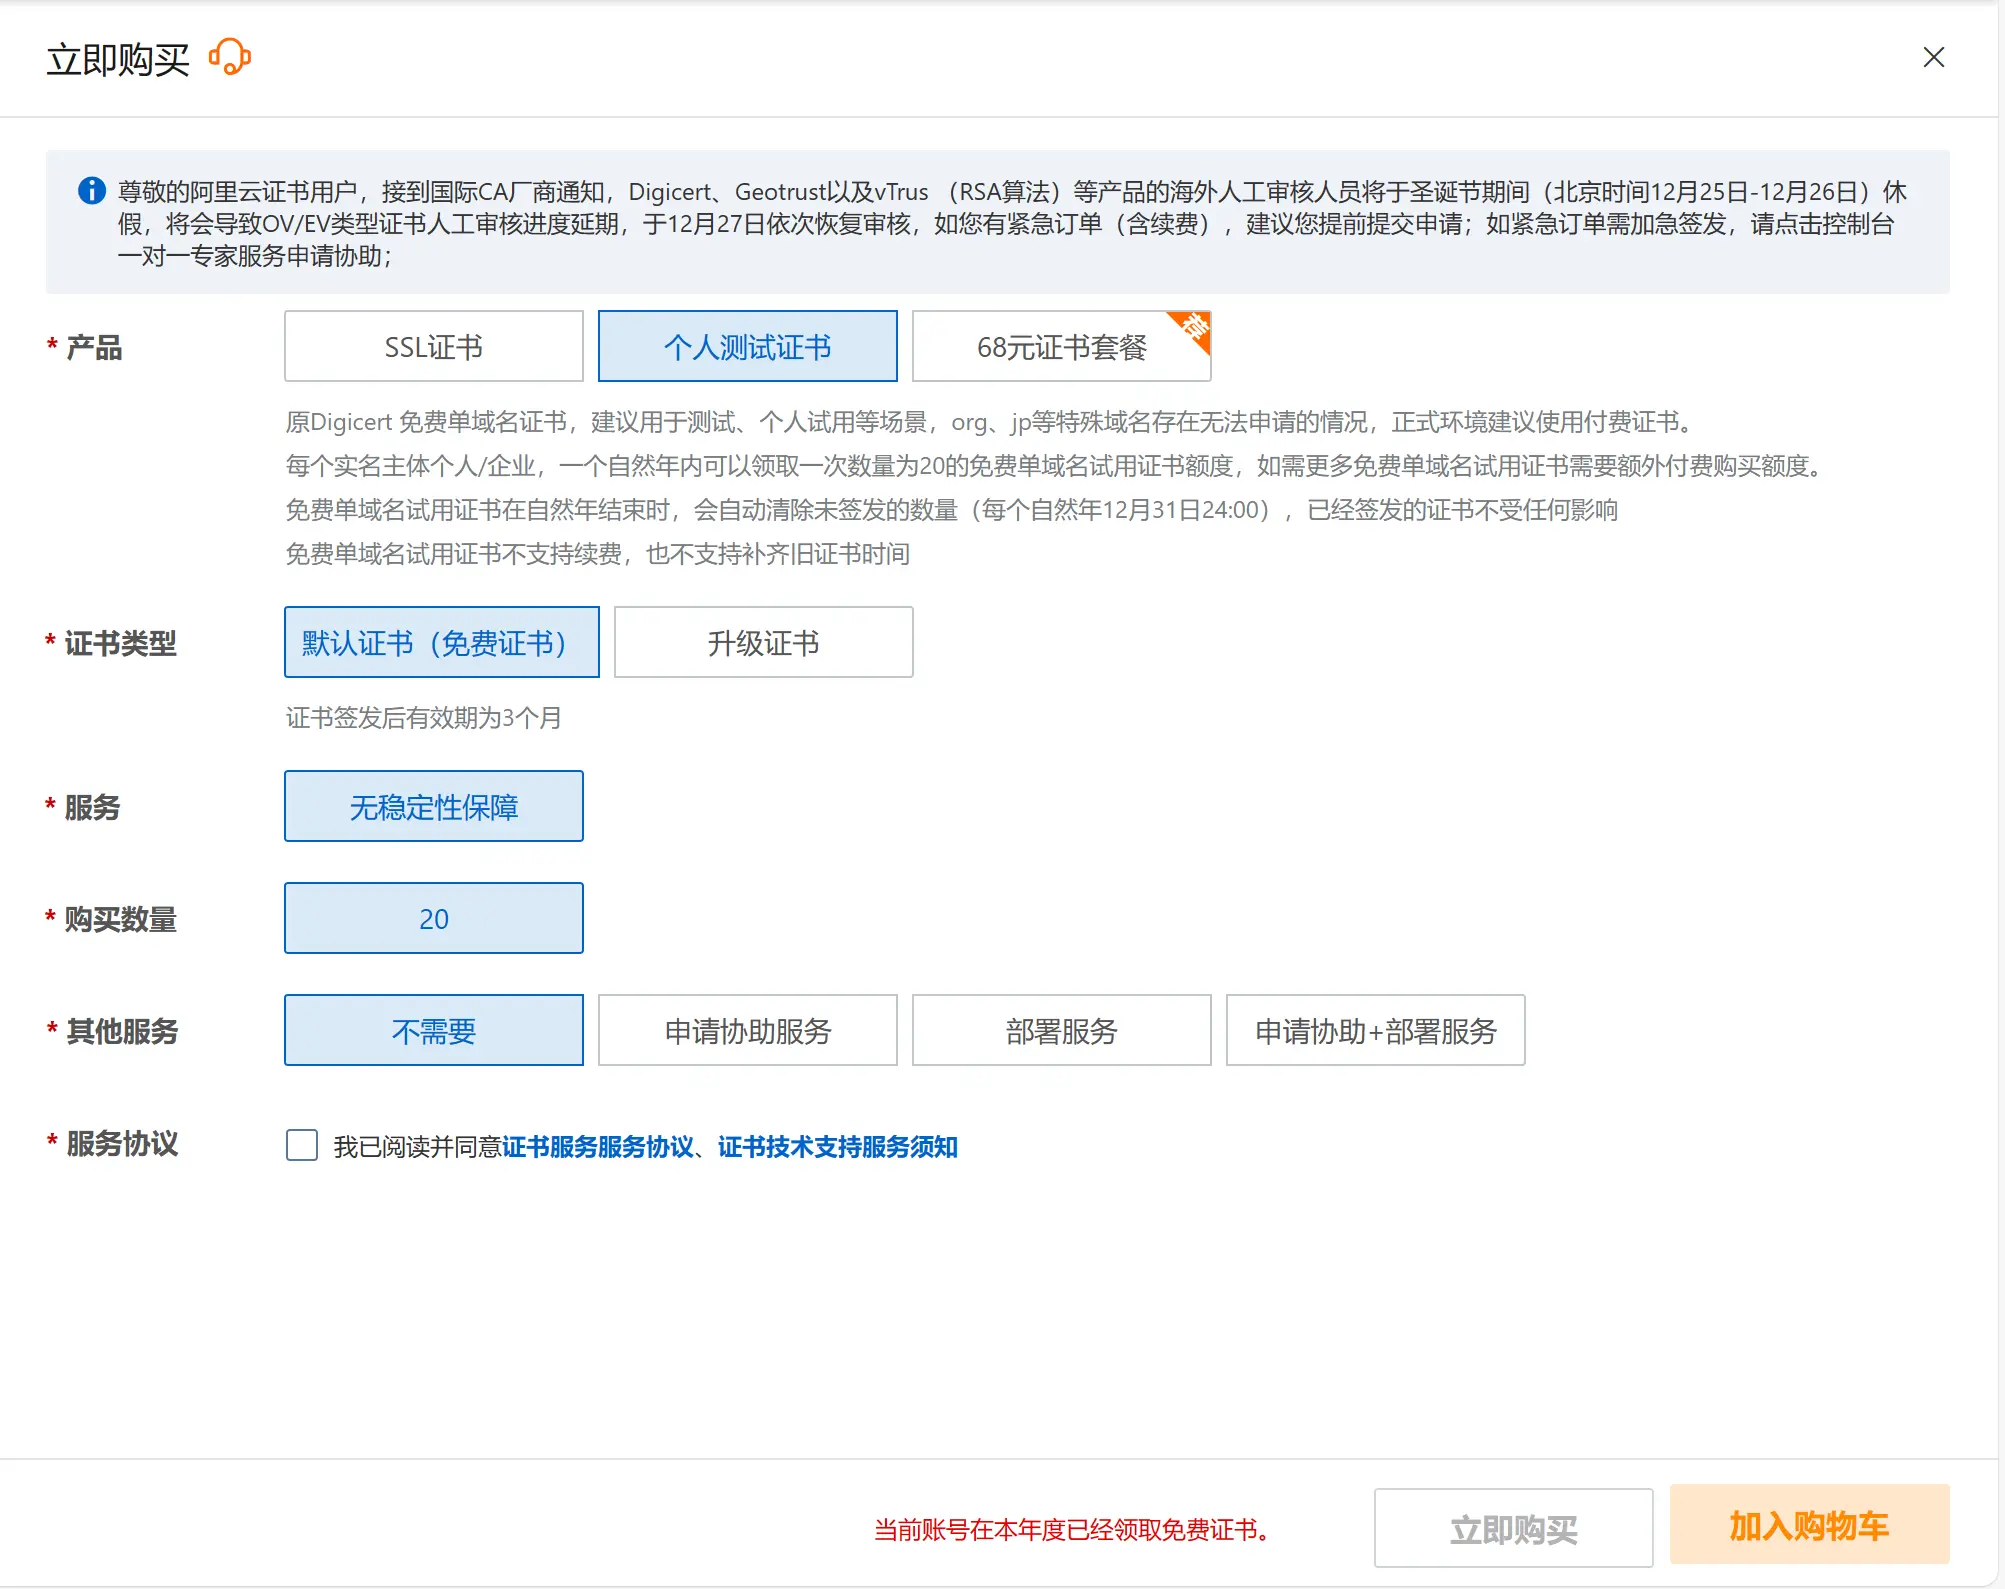 立即购买
尊敬的阿里云证书用户，接到国际CA厂商通知，Digicert、Geotrust以及vTrus （RSA算法）等产品的海外人工审核人员将于圣诞节期间（北京时间12月25日-12月26日）休
假，将会导致OV/EV类型证书人工审核进度延期，于12月27日依次恢复审核，如您有紧急订单（含续费），建议您提前提交申请；如紧急订单需加急签发，请点击控制台
一对一专家服务申请协助；
* 产品 SSL证书 个人测试证书 68元证书套餐 荐
原Digicert 免费单域名证书，建议用于测试、个人试用等场景，org、jp等特殊域名存在无法申请的情况，正式环境建议使用付费证书。
每个实名主体个人/企业，一个自然年内可以领取一次数量为20的免费单域名试用证书额度，如需更多免费单域名试用证书需要额外付费购买额度。
免费单域名试用证书在自然年结束时，会自动清除未签发的数量（每个自然年12月31日24:00），已经签发的证书不受任何影响
免费单域名试用证书不支持续费，也不支持补齐旧证书时间
* 证书类型 默认证书（免费证书） 升级证书
证书签发后有效期为3个月
* 服务 无稳定性保障
* 购买数量 20
* 其他服务 不需要 申请协助服务 部署服务 申请协助+部署服务
* 服务协议 我已阅读并同意证书服务服务协议、证书技术支持服务须知
当前账号在本年度已经领取免费证书。 立即购买 加入购物车